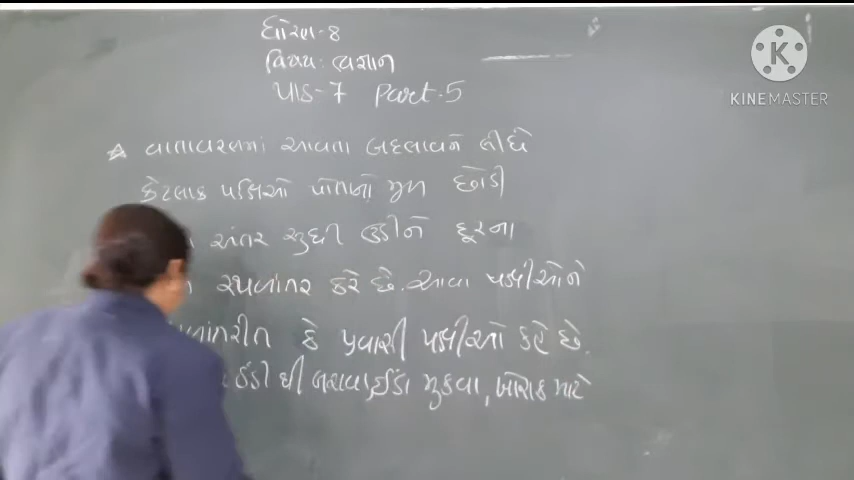 ધોરણ-8
વિષય: વિજ્ઞાન
પાઠ-7 Part-5
વાતાવરણમાં આવતા બદલાવને લીધે
કેટલાક પક્ષિઓ પોતાનો મુળ છોડી
અંતર સુધી ઉડીને દૂરના
સ્થળાંતર કરે છે. આવા પક્ષીઓને
કે પ્રવાસી પક્ષીઓ કહે છે.
ઠંડી થી બચવા, ઈંડા મુકવા, ખોરાક માટે
K
KINEMASTER